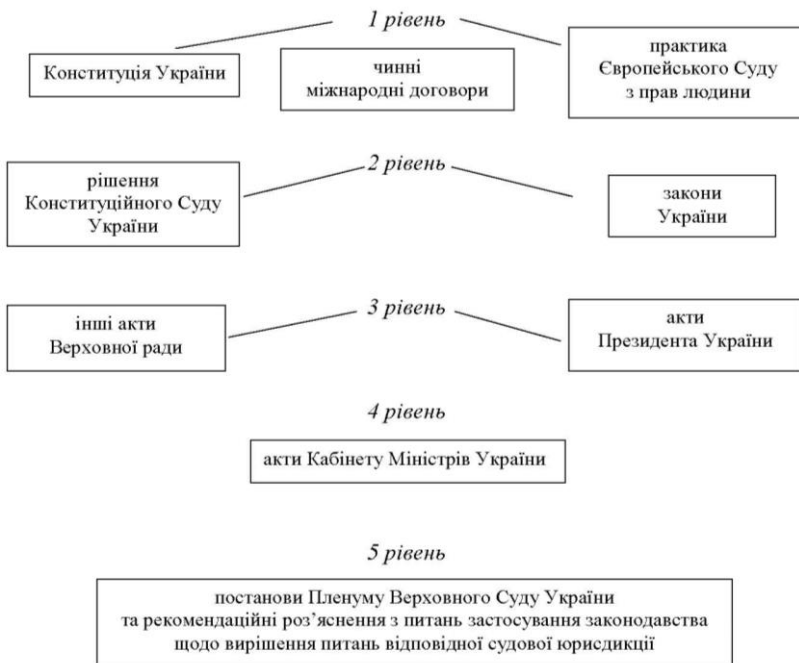 1 рівень
Конституція України
чинні
міжнародні договори
практика
Європейського Суду
з прав людини
2 рівень
рішення
Конституційного Суду
України
закони
України
3 рівень
інші акти
Верховної ради
акти
Президента України
4 рівень
акти Кабінету Міністрів України
5 рівень
постанови Пленуму Верховного Суду України
та рекомендаційні роз’яснення з питань застосування законодавства
щодо вирішення питань відповідної судової юрисдикції